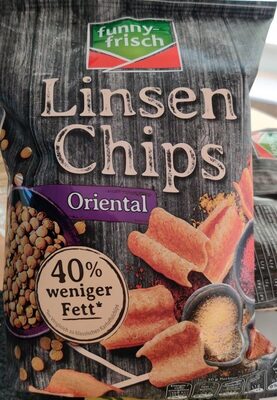 funny-
frisch
Linsen
Chips
Oriental
40%
weniger
Fett*